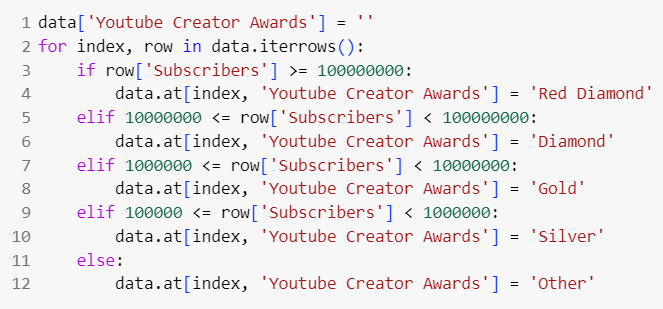 1 data['Youtube Creator Awards'] = ''
2 for index, row in data.iterrows():
3     if row['Subscribers'] >= 100000000:
4         data.at[index, 'Youtube Creator Awards'] = 'Red Diamond'
5     elif 10000000 <= row['Subscribers'] < 100000000:
6         data.at[index, 'Youtube Creator Awards'] = 'Diamond'
7     elif 1000000 <= row['Subscribers'] < 10000000:
8         data.at[index, 'Youtube Creator Awards'] = 'Gold'
9     elif 100000 <= row['Subscribers'] < 1000000:
10         data.at[index, 'Youtube Creator Awards'] = 'Silver'
11     else:
12         data.at[index, 'Youtube Creator Awards'] = 'Other'